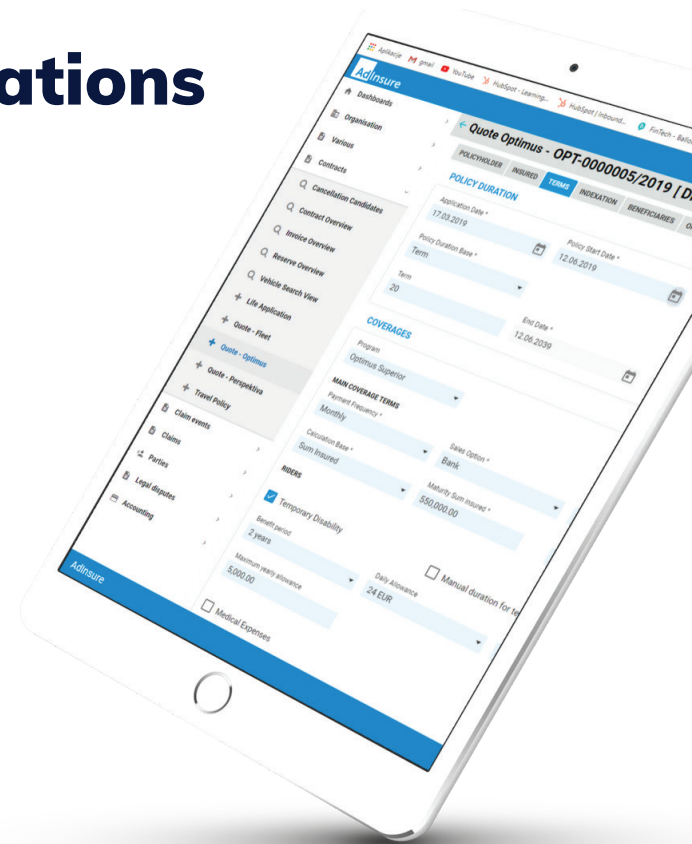 ations
Aplikacije
gmail
YouTube
HubSpot - Learning...
HubSpot | Inbound...
AdInsure
Dashboards
Organisation
Various
Contracts
Cancellation Candidates
Contract Overview
Invoice Overview
Reserve Overview
Vehicle Search View
Life Application
Quote - Fleet
Quote - Optimus
Quote - Perspektiva
Travel Policy
Claim events
Claims
Parties
Legal disputes
Accounting
AdInsure
Quote Optimus - OPT-0000005/2019 |
POLICYHOLDER INSURED TERMS INDEXATION BENEFICIARIES
POLICY DURATION
Application Date *
17.03.2019
Policy Start Date *
12.06.2019
Policy Duration Base *
Term
Term
20
End Date *
12.06.2039
COVERAGES
Program
Optimus Superior
MAIN COVERAGE TERMS
Payment Frequency *
Monthly
Sales Option *
Bank
Calculation Base *
Sum Insured
Maturity Sum Insured *
550,000.00
RIDERS
Temporary Disability
Manual duration for
Benefit period
2 years
Daily Allowance
24 EUR
Maximum yearly allowance
5,000.00
Medical Expenses